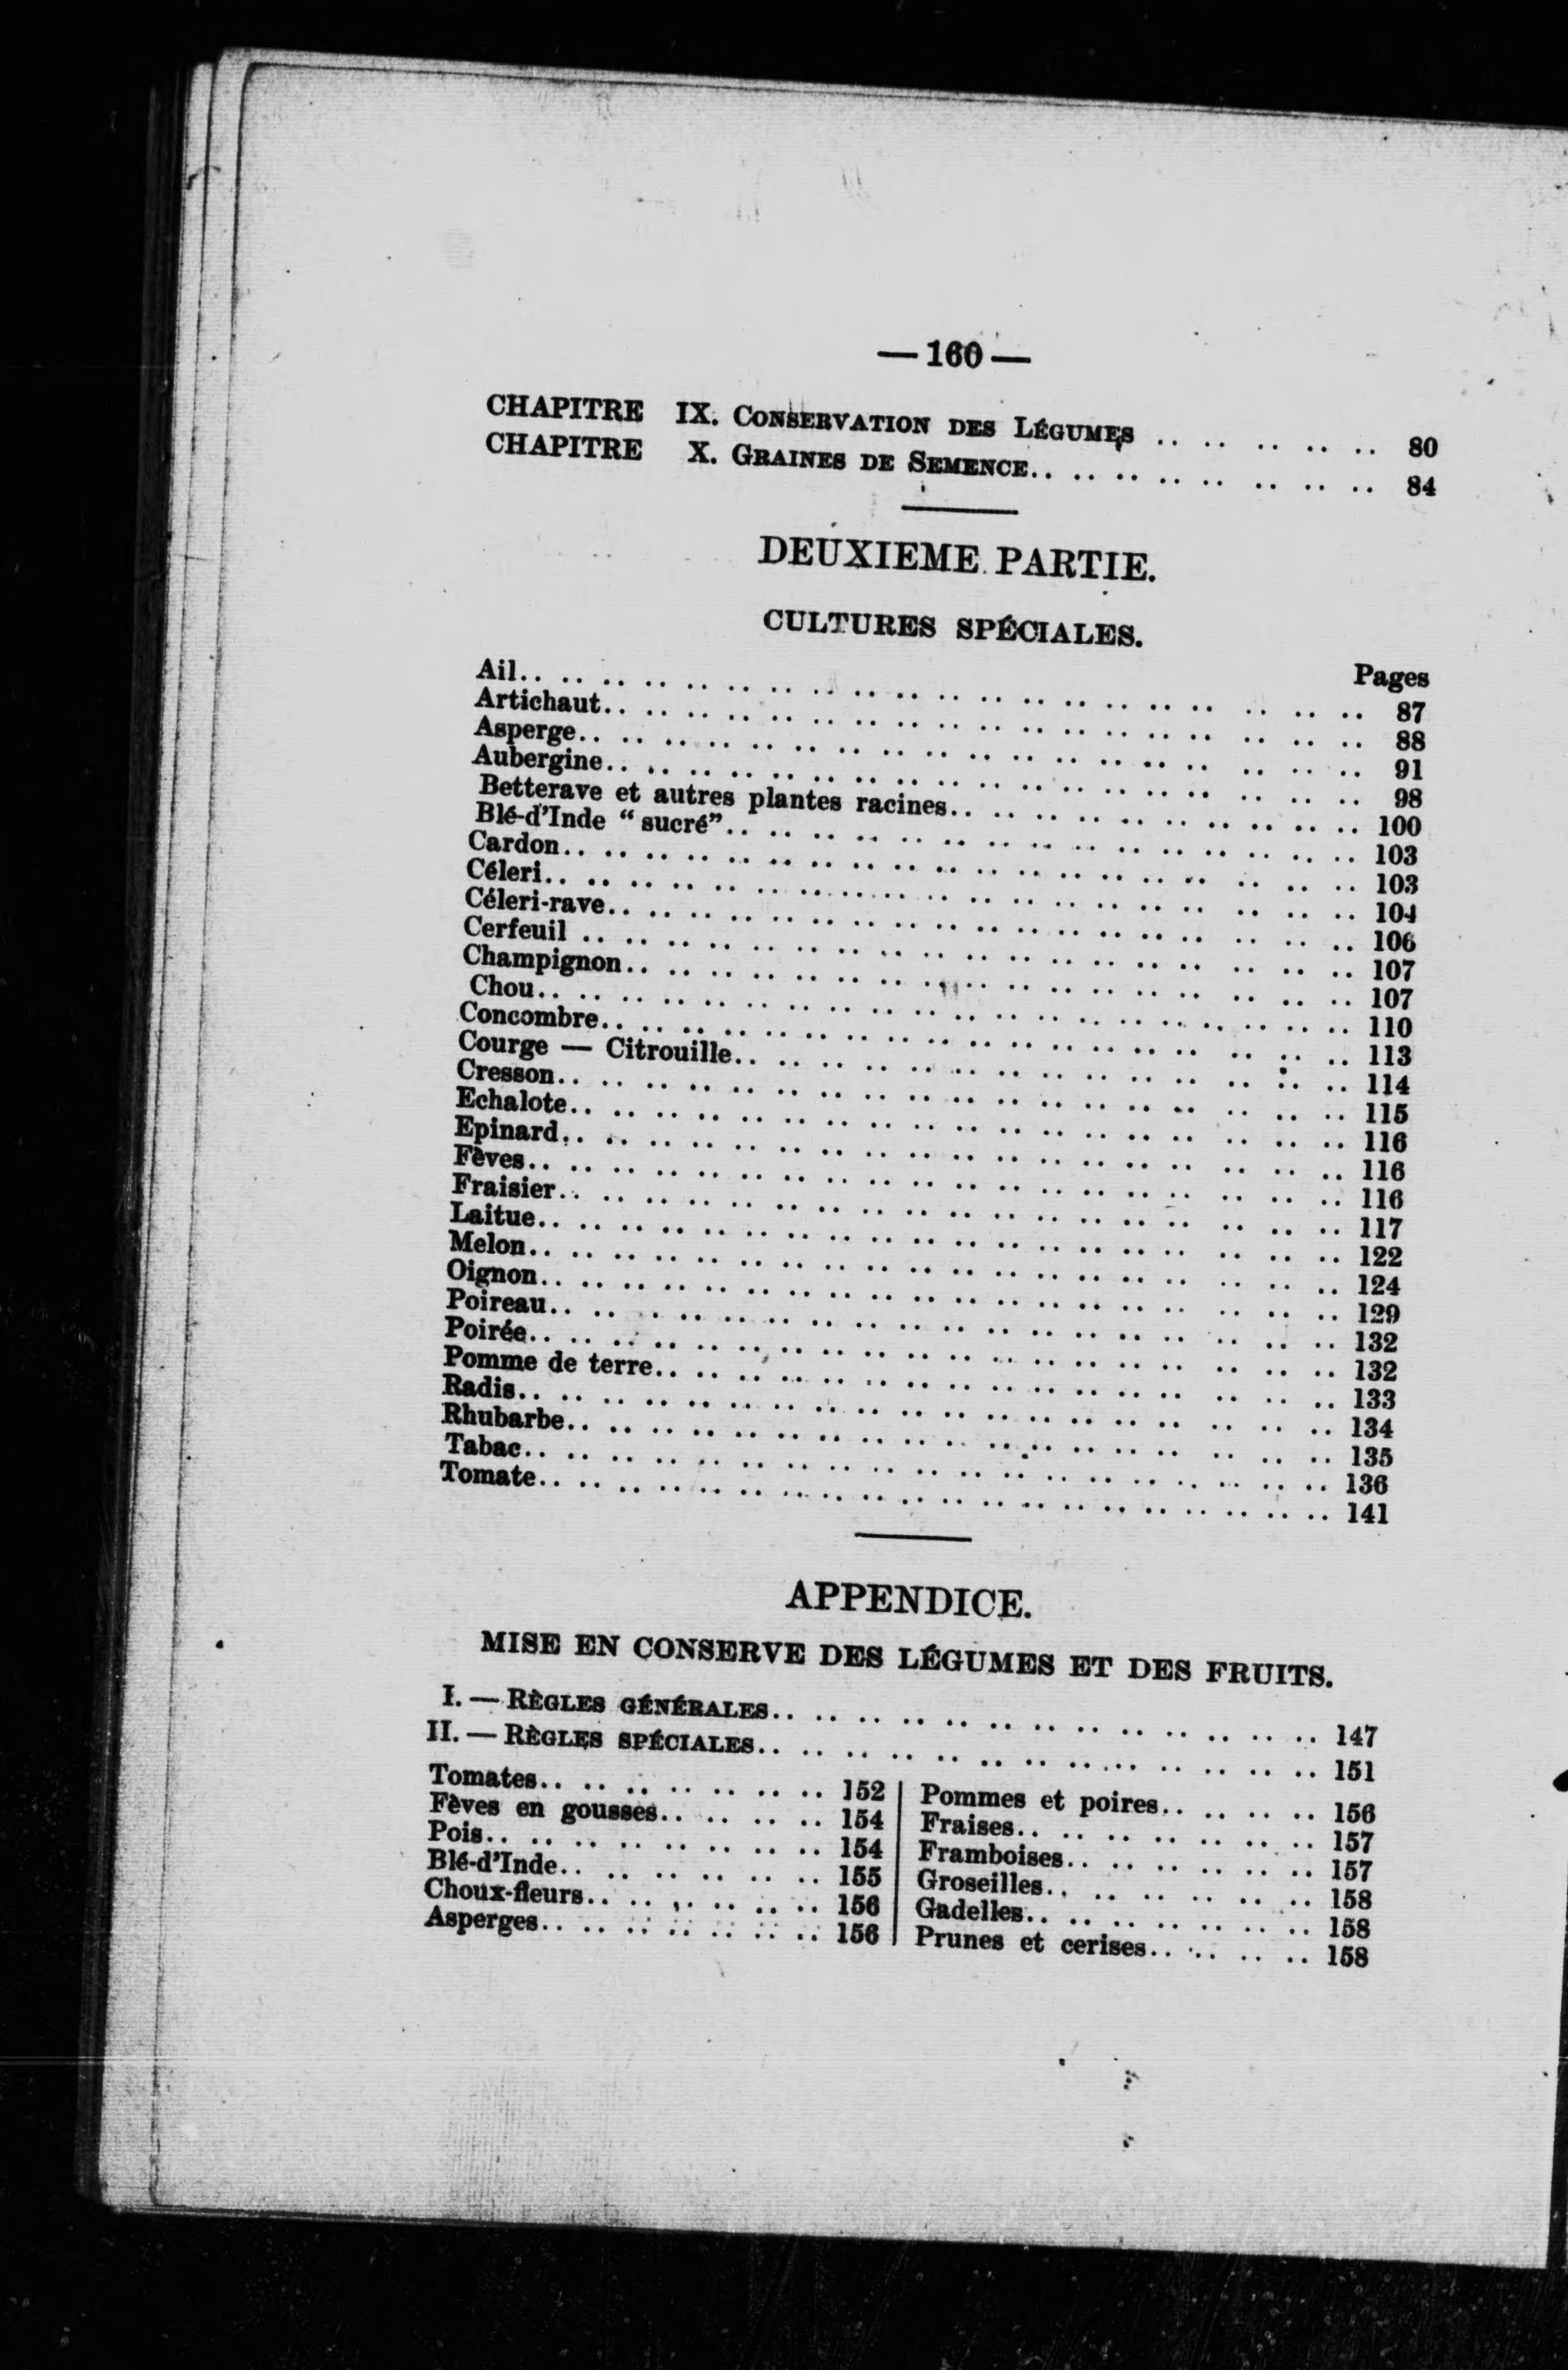 — 160 —
CHAPITRE IX. CONSERVATION DES LÉGUMES .. .. .. .. .. .. 80
CHAPITRE X. GRAINES DE SEMENCE.. .. .. .. .. .. .. .. .. 84
DEUXIEME PARTIE.
CULTURES SPÉCIALES.
Pages
Ail.. .. .. .. .. .. .. .. .. .. .. .. .. .. .. .. 87
Artichaut.. .. .. .. .. .. .. .. .. .. .. .. .. .. 88
Asperge.. .. .. .. .. .. .. .. .. .. .. .. .. .. .. 91
Aubergine.. .. .. .. .. .. .. .. .. .. .. .. .. .. 98
Betterave et autres plantes racines.. .. .. .. .. .. .. .. .. .. 100
Blé-d'Inde “sucré”.. .. .. .. .. .. .. .. .. .. .. .. .. 103
Cardon.. .. .. .. .. .. .. .. .. .. .. .. .. .. .. 103
Céleri.. .. .. .. .. .. .. .. .. .. .. .. .. .. .. 104
Céleri-rave.. .. .. .. .. .. .. .. .. .. .. .. .. .. 106
Cerfeuil .. .. .. .. .. .. .. .. .. .. .. .. .. .. 107
Champignon.. .. .. .. .. .. .. .. .. .. .. .. .. .. 107
Chou.. .. .. .. .. .. .. .. .. .. .. .. .. .. .. 110
Concombre.. .. .. .. .. .. .. .. .. .. .. .. .. .. 113
Courge — Citrouille.. .. .. .. .. .. .. .. .. .. .. .. 114
Cresson.. .. .. .. .. .. .. .. .. .. .. .. .. .. .. 115
Echalote.. .. .. .. .. .. .. .. .. .. .. .. .. .. .. 116
Epinard.. .. .. .. .. .. .. .. .. .. .. .. .. .. .. 116
Fèves.. .. .. .. .. .. .. .. .. .. .. .. .. .. .. 116
Fraisier.. .. .. .. .. .. .. .. .. .. .. .. .. .. .. 117
Laitue.. .. .. .. .. .. .. .. .. .. .. .. .. .. .. 122
Melon.. .. .. .. .. .. .. .. .. .. .. .. .. .. .. 124
Oignon.. .. .. .. .. .. .. .. .. .. .. .. .. .. .. 129
Poireau.. .. .. .. .. .. .. .. .. .. .. .. .. .. .. 132
Poirée.. .. .. .. .. .. .. .. .. .. .. .. .. .. .. 132
Pomme de terre.. .. .. .. .. .. .. .. .. .. .. .. .. 133
Radis.. .. .. .. .. .. .. .. .. .. .. .. .. .. .. 134
Rhubarbe.. .. .. .. .. .. .. .. .. .. .. .. .. .. 135
Tabac.. .. .. .. .. .. .. .. .. .. .. .. .. .. .. 136
Tomate.. .. .. .. .. .. .. .. .. .. .. .. .. .. .. 141
APPENDICE.
MISE EN CONSERVE DES LÉGUMES ET DES FRUITS.
I. — RÈGLES GÉNÉRALES.. .. .. .. .. .. .. .. .. .. .. .. 147
II. — RÈGLES SPÉCIALES.. .. .. .. .. .. .. .. .. .. .. .. 151
Tomates.. .. .. .. .. .. .. 152
Fèves en gousses.. .. .. .. 154
Pois.. .. .. .. .. .. .. .. 154
Blé-d'Inde.. .. .. .. .. .. 155
Choux-fleurs.. .. .. .. .. .. 156
Asperges.. .. .. .. .. .. .. 156
Pommes et poires.. .. .. .. 156
Fraises.. .. .. .. .. .. .. 157
Framboises.. .. .. .. .. .. 157
Groseilles.. .. .. .. .. .. .. 158
Gadelles.. .. .. .. .. .. .. 158
Prunes et cerises.. .. .. .. 158